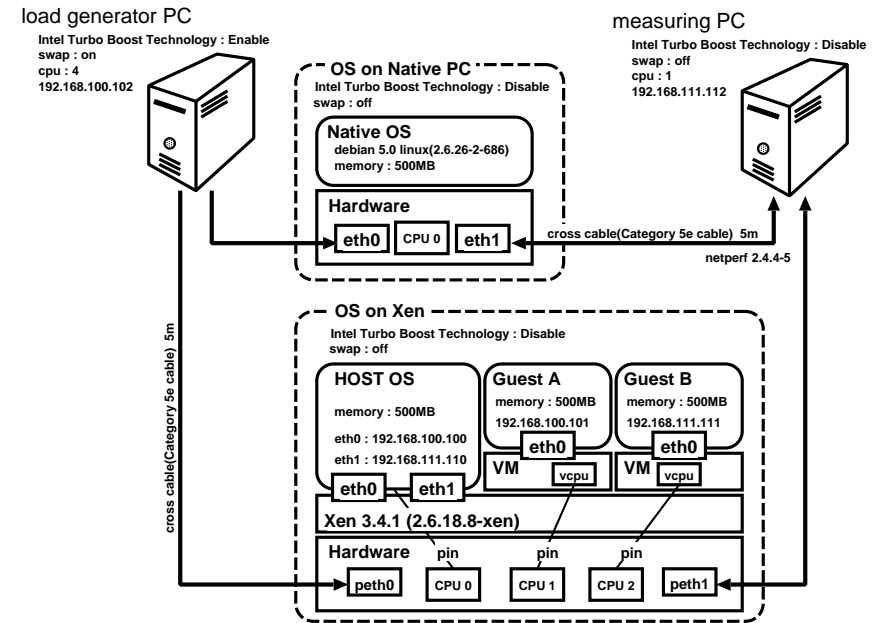 load generator PC
Intel Turbo Boost Technology : Enable
swap : on
cpu : 4
192.168.100.102
measuring PC
Intel Turbo Boost Technology : Disable
swap : off
cpu : 1
192.168.111.112
OS on Native PC
Intel Turbo Boost Technology : Disable
swap : off
Native OS
debian 5.0 linux(2.6.26-2-686)
memory : 500MB
Hardware
eth0
CPU 0
eth1
cross cable(Category 5e cable) 5m
netperf 2.4.4-5
cross cable(Category 5e cable) 5m
OS on Xen
Intel Turbo Boost Technology : Disable
swap : off
HOST OS
memory : 500MB
eth0 : 192.168.100.100
eth1 : 192.168.111.110
eth0
eth1
Guest A
memory : 500MB
192.168.100.101
eth0
VM
vcpu
Guest B
memory : 500MB
192.168.111.111
eth0
VM
vcpu
Xen 3.4.1 (2.6.18.8-xen)
Hardware
pin
pin
pin
peth0
CPU 0
CPU 1
CPU 2
peth1